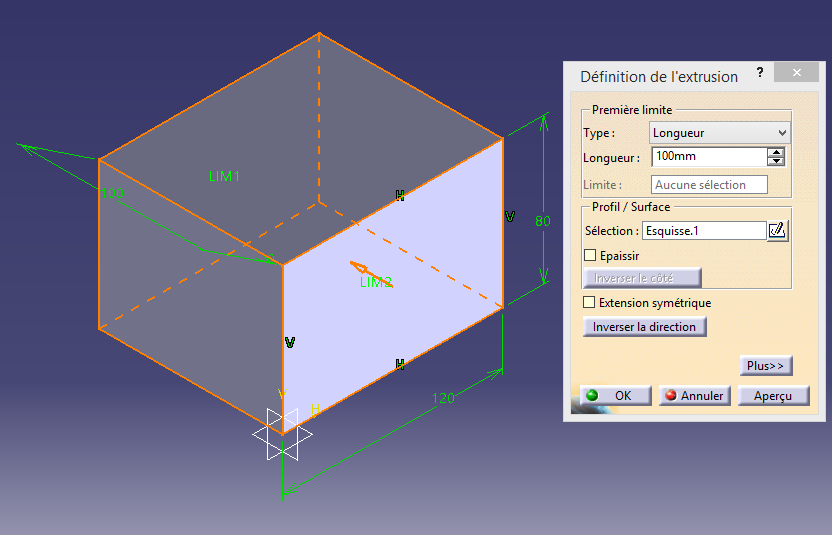 LIM1
100
H
V
80
LIM2
V
H
120
V
H
Définition de l'extrusion
?
Première limite
Type :
Longueur
Longueur :
100mm
Limite :
Aucune sélection
Profil / Surface
Sélection :
Esquisse.1
Epaissir
Inverser le côté
Extension symétrique
Inverser la direction
Plus>>
OK
Annuler
Aperçu